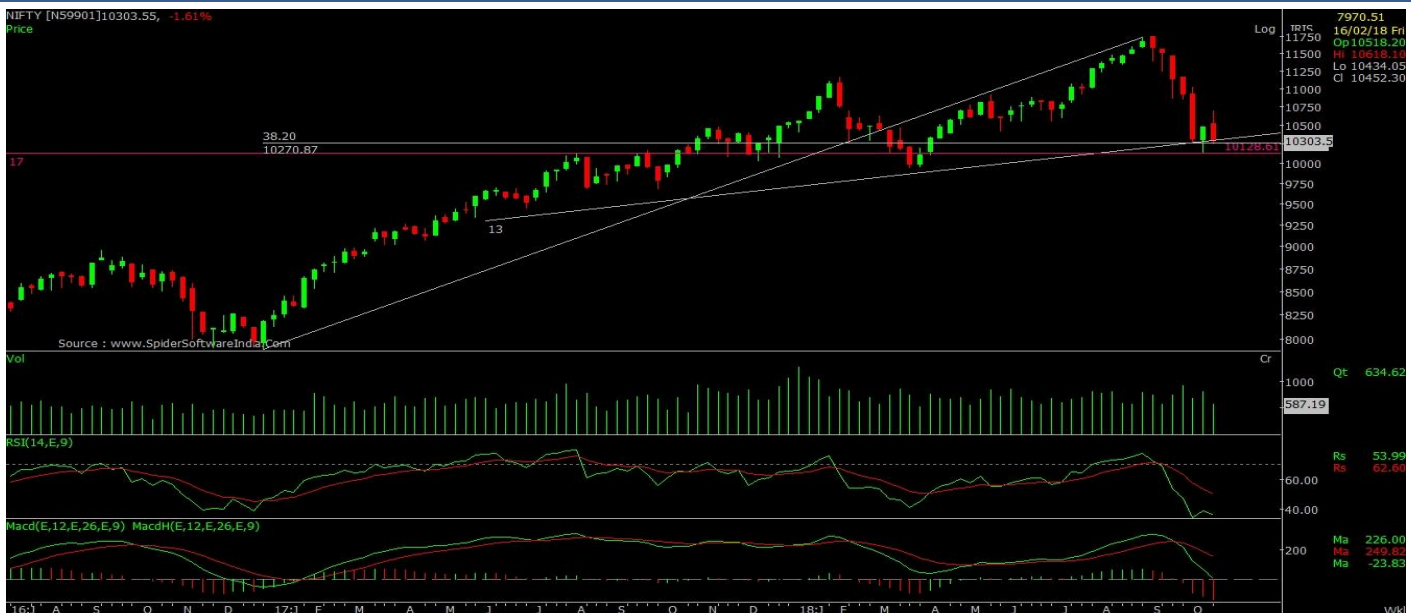 NIFTY [N59901]10303.55, -1.61%
Price
Log
IRIS
7970.51
16/02/18 Fri
Op10518.20
Hi 10618.10
Lo 10434.05
Cl 10452.30
11750
11500
11250
11000
10750
10500
10303.5
10000
9750
9500
9250
9000
8750
8500
8250
8000
38.20
10270.87
10128.61
17
13
Source : www.SpiderSoftwareIndia.Com
Vol
Cr
Qt 634.62
1000
587.19
RSI(14,E,9)
Rs 53.99
Rs 62.60
60.00
40.00
Macd(E,12,E,26,E,9) MacdH(E,12,E,26,E,9)
Ma 226.00
Ma 249.82
Ma -23.83
200
16:J A S O N D 17:J F M A M J J A S O N D 18:J F M A M J J A S O
Wkl